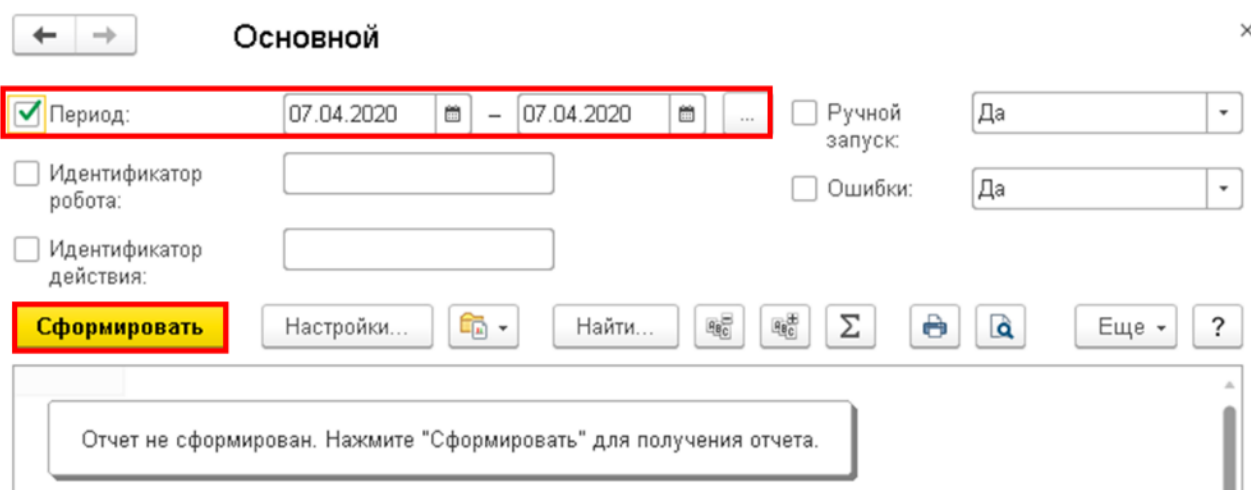 Основной
Период: 07.04.2020 – 07.04.2020 ... Ручной запуск: Да
Идентификатор робота: Ошибки: Да
Идентификатор действия:
Сформировать Настройки... Найти... Еще ?
Отчет не сформирован. Нажмите "Сформировать" для получения отчета.